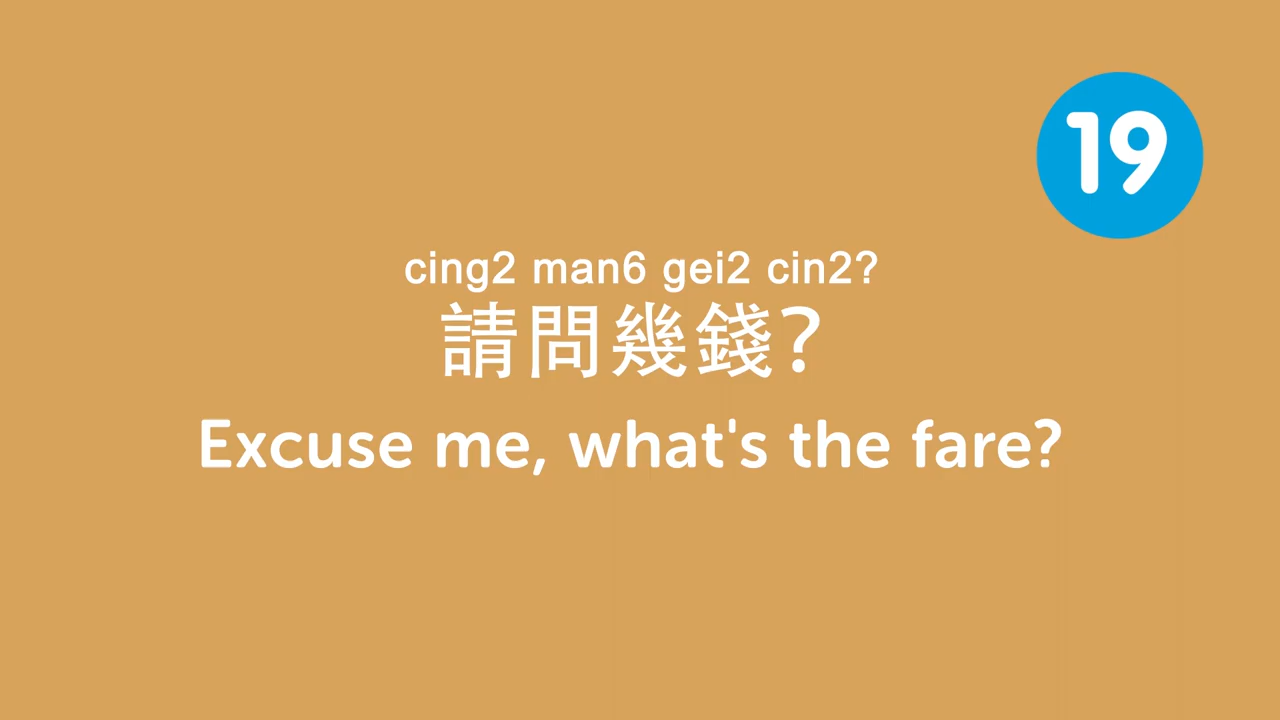 19
cing2 man6 gei2 cin2?
請問幾錢?
Excuse me, what's the fare?